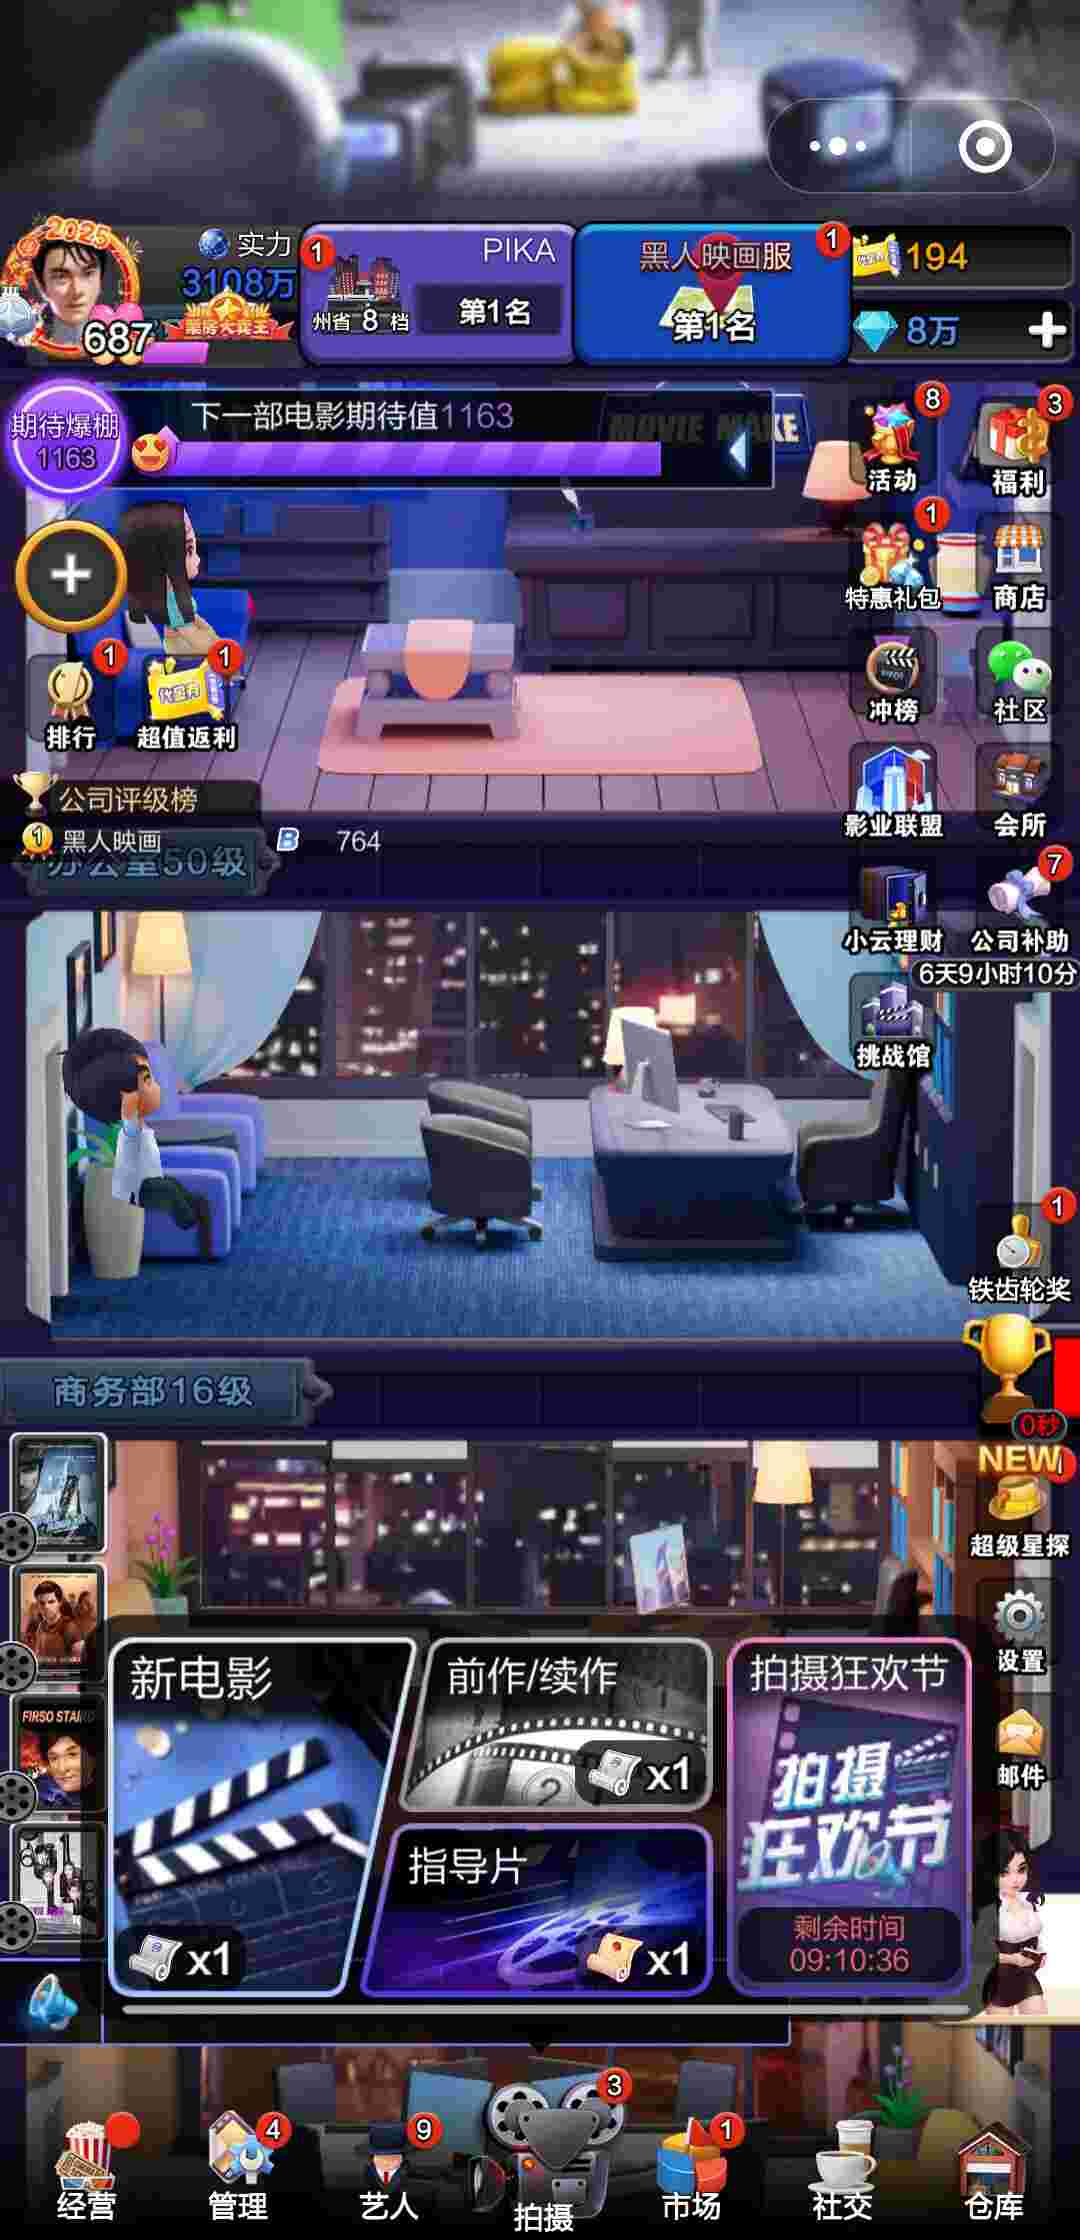 2025
687
实力
3108万
票房大赢王
1
PIKA
州省 8 档
第1名
1
黑人映画服
第1名
代金券
194
8万
期待爆棚
1163
下一部电影期待值1163
MOVIE MAKE
8
活动
3
福利
1
特惠礼包
商店
冲榜
社区
影业联盟
会所
小云理财
7
公司补助
6天9小时10分
挑战馆
1
排行
1
代金券
超值返利
公司评级榜
1 黑人映画 B 764
办公室50级
1
铁齿轮奖
0秒
商务部16级
NEW
超级星探
设置
邮件
FIRSO STAIRD
新电影
x1
前作/续作
2
x1
指导片
x1
拍摄狂欢节
拍摄
狂欢节
剩余时间
09:10:36
经营
4
管理
9
艺人
3
拍摄
1
市场
社交
仓库